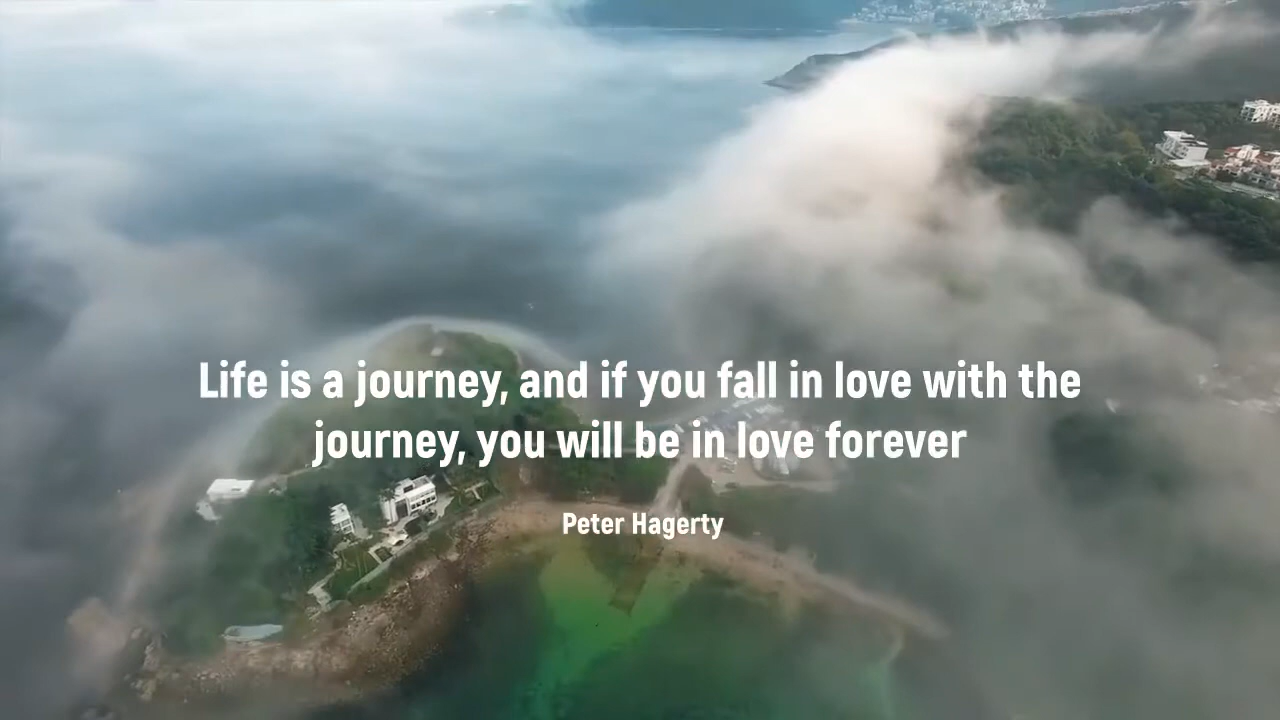 Life is a journey, and if you fall in love with the
journey, you will be in love forever
Peter Hagerty